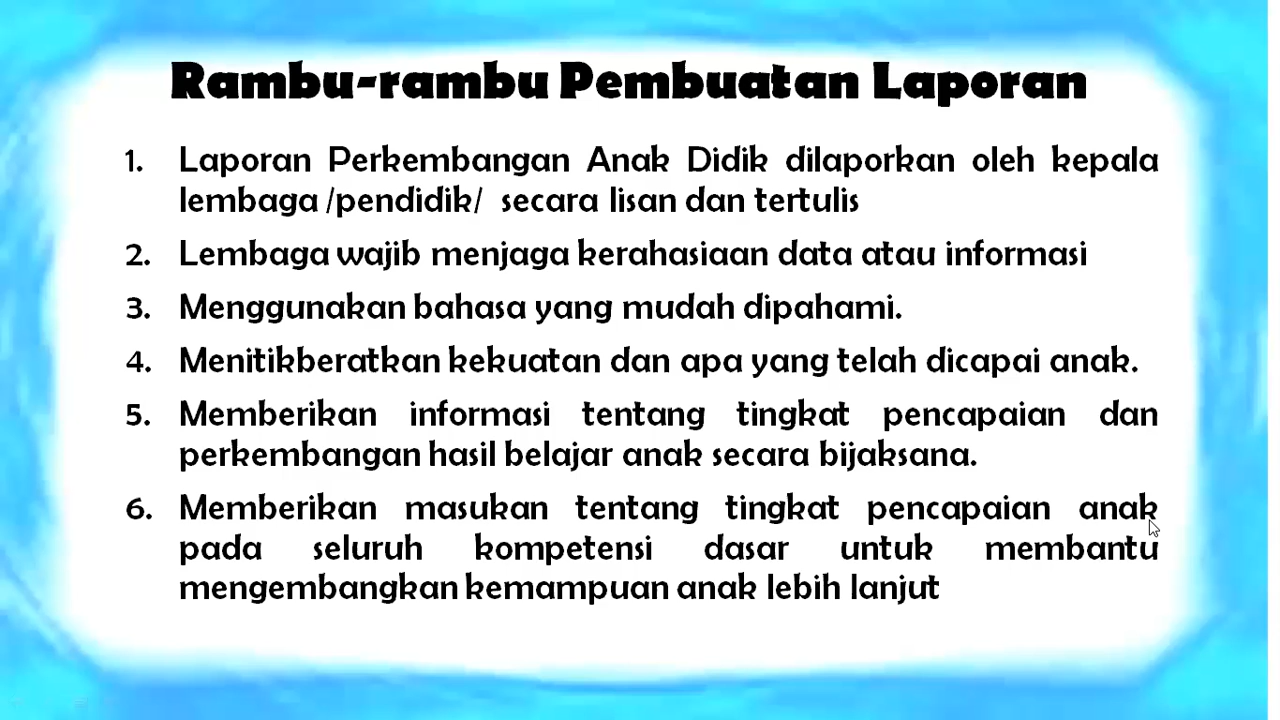 Rambu-rambu Pembuatan Laporan
1. Laporan Perkembangan Anak Didik dilaporkan oleh kepala
lembaga /pendidik/ secara lisan dan tertulis
2. Lembaga wajib menjaga kerahasiaan data atau informasi
3. Menggunakan bahasa yang mudah dipahami.
4. Menitikberatkan kekuatan dan apa yang telah dicapai anak.
5. Memberikan informasi tentang tingkat pencapaian dan
perkembangan hasil belajar anak secara bijaksana.
6. Memberikan masukan tentang tingkat pencapaian anak
pada seluruh kompetensi dasar untuk membantu
mengembangkan kemampuan anak lebih lanjut